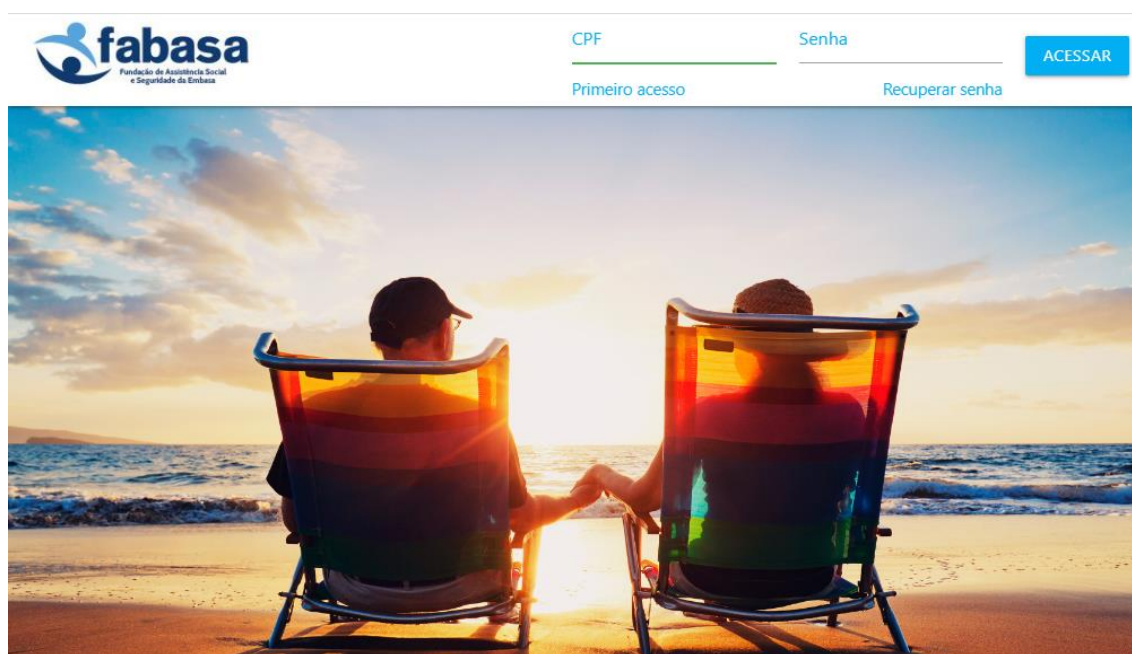 fabasa
Fundação de Assistência Social
e Seguridade da Embasa
CPF
Senha
ACESSAR
Primeiro acesso
Recuperar senha